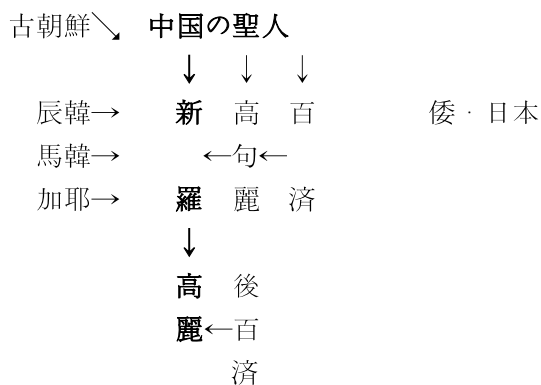 古朝鮮↘ 中国の聖人
↓ ↓ ↓
辰韓→ 新 高 百 倭・日本
馬韓→ ←句←
加耶→ 羅 麗 済
↓
高 後
麗←百
済